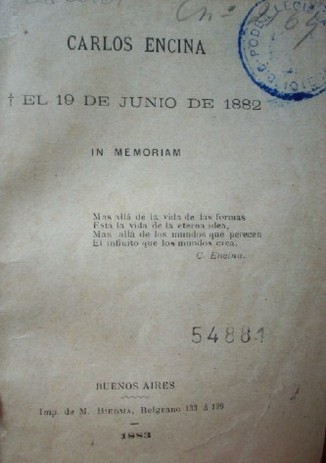 CARLOS ENCINA
† EL 19 DE JUNIO DE 1882
IN MEMORIAM
Mas allá de la vida de las formas
Esta la vida de la eterna idea,
Mas allá de los mundos que perecen
El infinito que los mundos crea.
C. Encina.
54881
BUENOS AIRES
Imp. de M. BIEDMA, Belgrano 133 á 139
1883